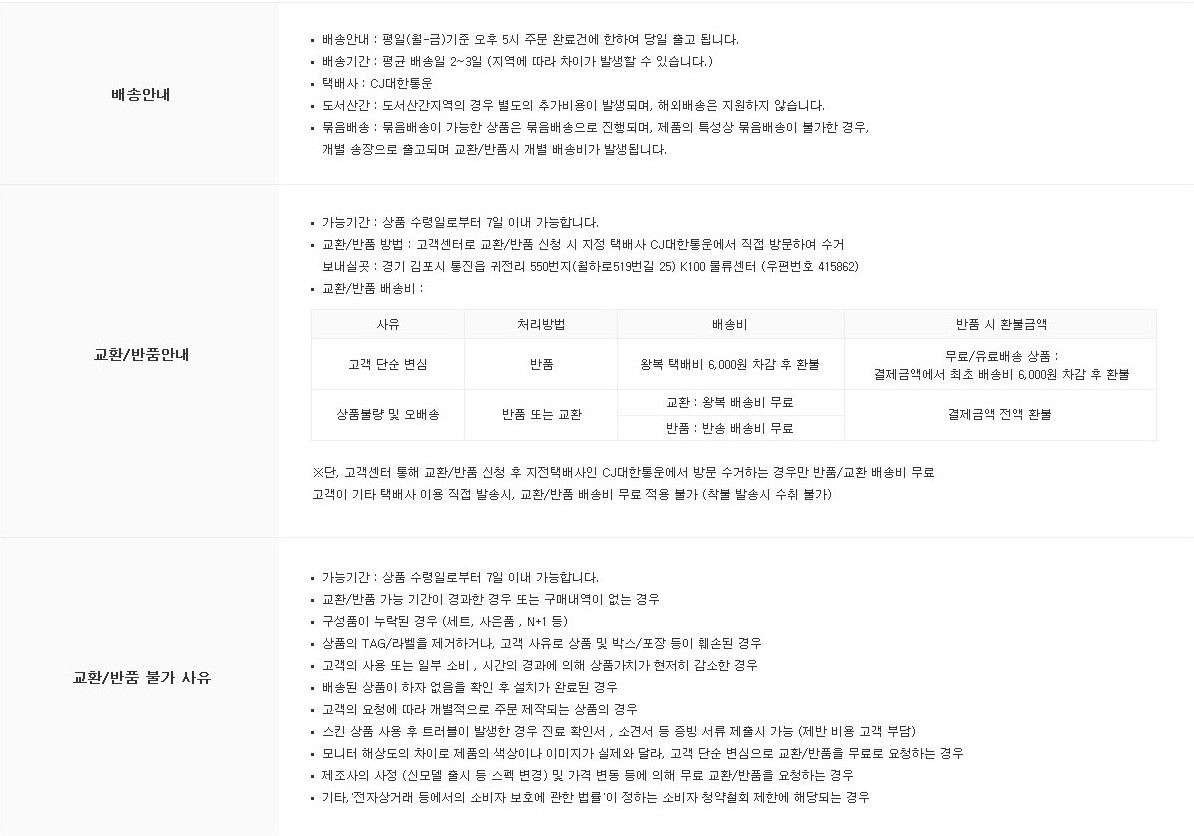 배송안내
• 배송안내 : 평일(월-금)기준 오후 5시 주문 완료건에 한하여 당일 출고 됩니다.
• 배송기간 : 평균 배송일 2~3일 (지역에 따라 차이가 발생할 수 있습니다.)
• 택배사 : CJ대한통운
• 도서산간 : 도서산간지역의 경우 별도의 추가비용이 발생되며, 해외배송은 지원하지 않습니다.
• 묶음배송 : 묶음배송이 가능한 상품은 묶음배송으로 진행되며, 제품의 특성상 묶음배송이 불가한 경우,
개별 송장으로 출고되며 교환/반품시 개별 배송비가 발생됩니다.
교환/반품안내
• 가능기간 : 상품 수령일로부터 7일 이내 가능합니다.
• 교환/반품 방법 : 고객센터로 교환/반품 신청 시 지정 택배사 CJ대한통운에서 직접 방문하여 수거
보내실곳 : 경기 김포시 통진읍 귀전리 550번지(월하로519번길 25) K100 물류센터 (우편번호 415862)
• 교환/반품 배송비 :
사유 처리방법 배송비 반품 시 환불금액
고객 단순 변심 반품 왕복 택배비 6,000원 차감 후 환불 무료/유료배송 상품 :
결제금액에서 최초 배송비 6,000원 차감 후 환불
상품불량 및 오배송 반품 또는 교환 교환 : 왕복 배송비 무료 결제금액 전액 환불
반품 : 반송 배송비 무료
※단, 고객센터 통해 교환/반품 신청 후 지전택배사인 CJ대한통운에서 방문 수거하는 경우만 반품/교환 배송비 무료
고객이 기타 택배사 이용 직접 발송시, 교환/반품 배송비 무료 적용 불가 (착불 발송시 수취 불가)
교환/반품 불가 사유
• 가능기간 : 상품 수령일로부터 7일 이내 가능합니다.
• 교환/반품 가능 기간이 경과한 경우 또는 구매내역이 없는 경우
• 구성품이 누락된 경우 (세트, 사은품 , N+1 등)
• 상품의 TAG/라벨을 제거하거나, 고객 사유로 상품 및 박스/포장 등이 훼손된 경우
• 고객의 사용 또는 일부 소비 , 시간의 경과에 의해 상품가치가 현저히 감소한 경우
• 배송된 상품이 하자 없음을 확인 후 설치가 완료된 경우
• 고객의 요청에 따라 개별적으로 주문 제작되는 상품의 경우
• 스킨 상품 사용 후 트러블이 발생한 경우 진료 확인서 , 소견서 등 증빙 서류 제출시 가능 (제반 비용 고객 부담)
• 모니터 해상도의 차이로 제품의 색상이나 이미지가 실제와 달라, 고객 단순 변심으로 교환/반품을 무료로 요청하는 경우
• 제조사의 사정 (신모델 출시 등 스펙 변경) 및 가격 변동 등에 의해 무료 교환/반품을 요청하는 경우
• 기타,'전자상거래 등에서의 소비자 보호에 관한 법률'이 정하는 소비자 청약철회 제한에 해당되는 경우